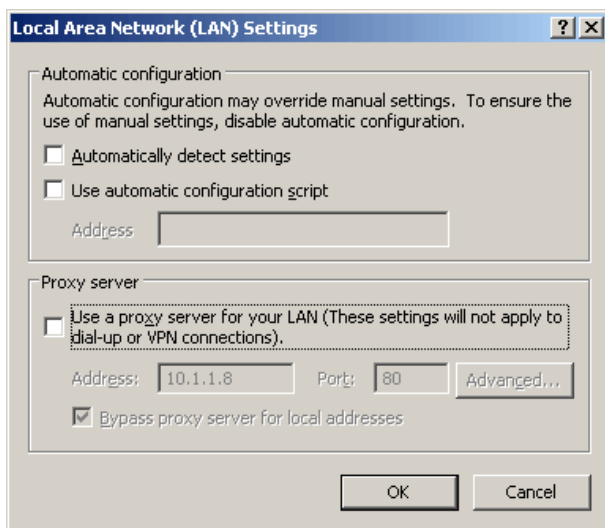 Local Area Network (LAN) Settings
Automatic configuration
Automatic configuration may override manual settings. To ensure the
use of manual settings, disable automatic configuration.
Automatically detect settings
Use automatic configuration script
Address
Proxy server
Use a proxy server for your LAN (These settings will not apply to
dial-up or VPN connections).
Address: 10.1.1.8 Port: 80 Advanced...
Bypass proxy server for local addresses
OK Cancel